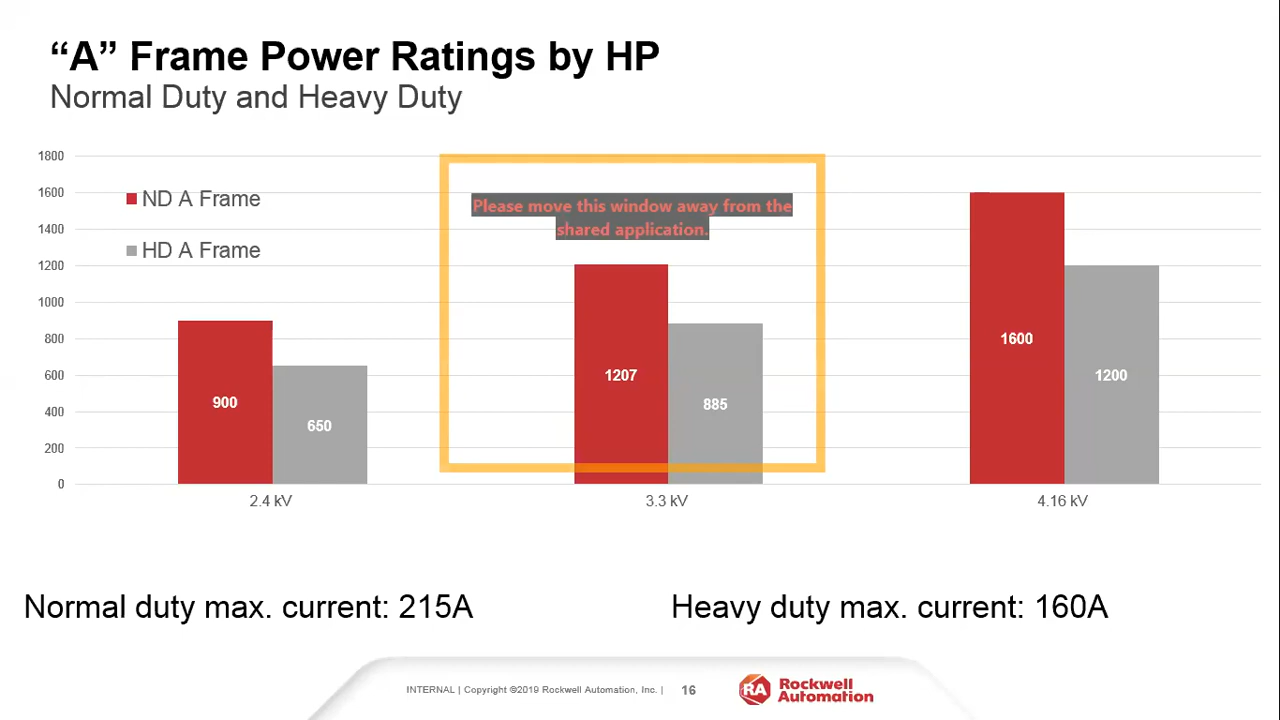 “A” Frame Power Ratings by HP
Normal Duty and Heavy Duty
1800
1600
1400
1200
1000
800
600
400
200
0
ND A Frame
HD A Frame
Please move this window away from the
shared application.
900
650
1207
885
1600
1200
2.4 kV
3.3 kV
4.16 kV
Normal duty max. current: 215A
Heavy duty max. current: 160A
INTERNAL | Copyright ©2019 Rockwell Automation, Inc. |
16
RA
Rockwell
Automation